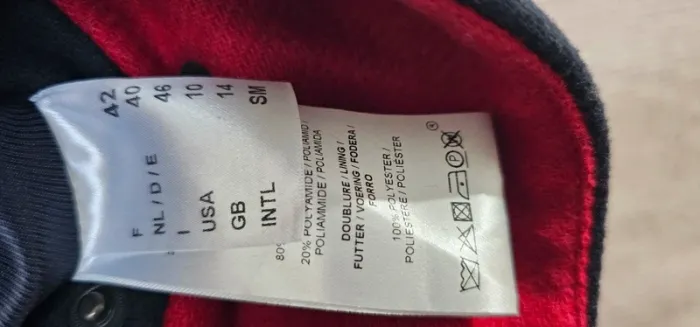 F 42
NL / D / E 40
I 46
USA 10
GB 14
INTL SM
80%
20% POLYAMIDE / POLIAMID /
POLIAMMIDE / POLIAMIDA
DOUBLURE / LINING /
FUTTER / VOERING / FODERA /
FORRO
100% POLYESTER /
POLIESTERE / POLIÉSTER